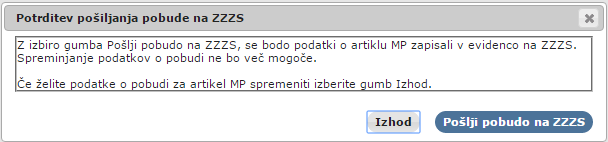 Potrditev pošiljanja pobude na ZZZS
Z izbiro gumba Pošlji pobudo na ZZZS, se bodo podatki o artiklu MP zapisali v evidenco na ZZZS.
Spreminjanje podatkov o pobudi ne bo več mogoče.
Če želite podatke o pobudi za artikel MP spremeniti izberite gumb Izhod.
Izhod
Pošlji pobudo na ZZZS